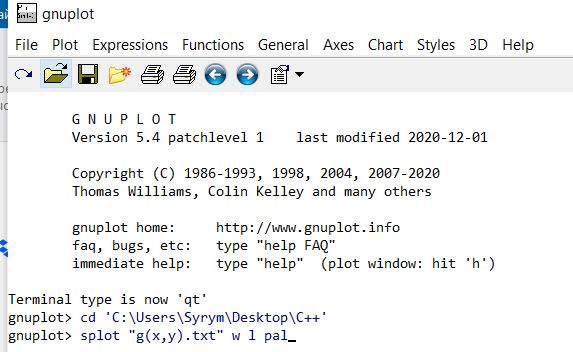 gnuplot
File Plot Expressions Functions General Axes Chart Styles 3D Help
G N U P L O T
Version 5.4 patchlevel 1    last modified 2020-12-01
Copyright (C) 1986-1993, 1998, 2004, 2007-2020
Thomas Williams, Colin Kelley and many others
gnuplot home:     http://www.gnuplot.info
faq, bugs, etc:   type "help FAQ"
immediate help:   type "help"  (plot window: hit 'h')
Terminal type is now 'qt'
gnuplot> cd 'C:\Users\Syrym\Desktop\C++'
gnuplot> splot "g(x,y).txt" w l pal